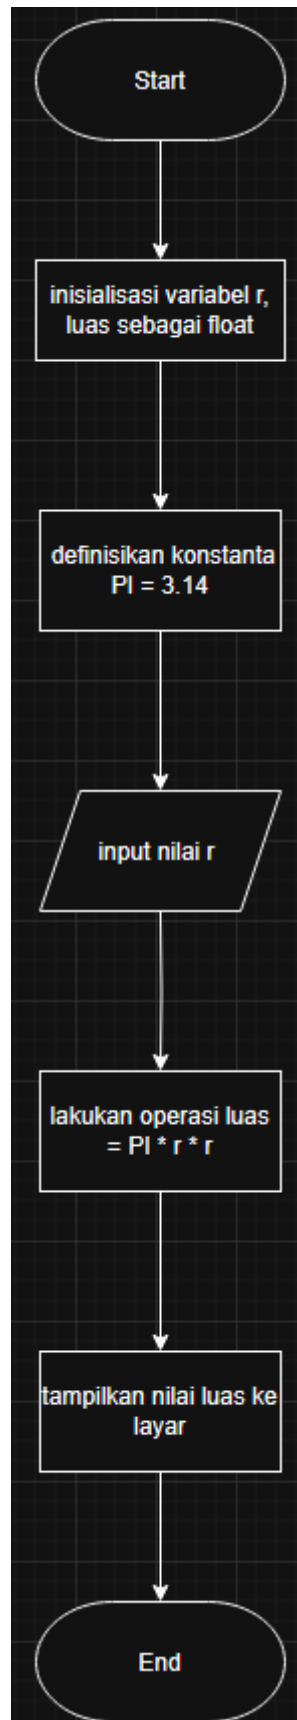 Start
inisialisasi variabel r,
luas sebagai float
definisikan konstanta
PI = 3.14
input nilai r
lakukan operasi luas
= PI * r * r
tampilkan nilai luas ke
layar
End